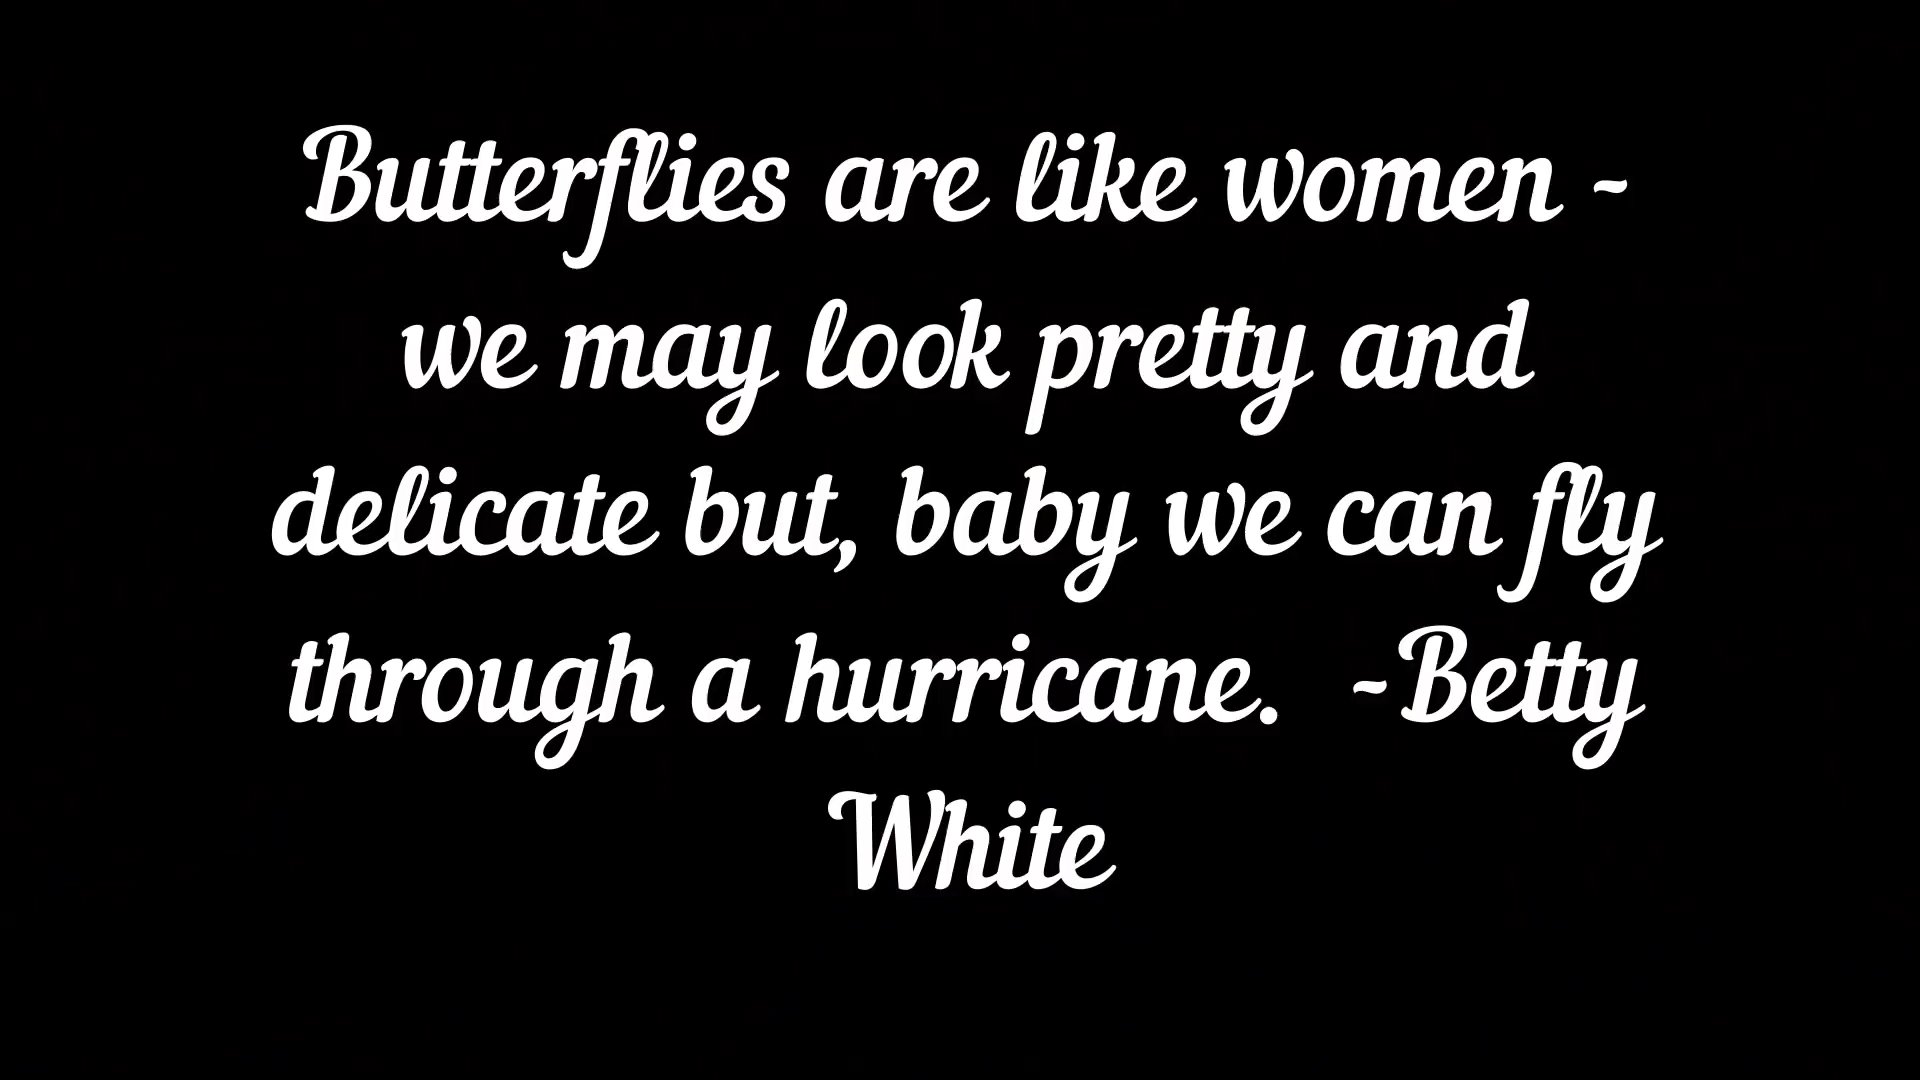 Butterflies are like women -
we may look pretty and
delicate but, baby we can fly
through a hurricane.  -Betty
White